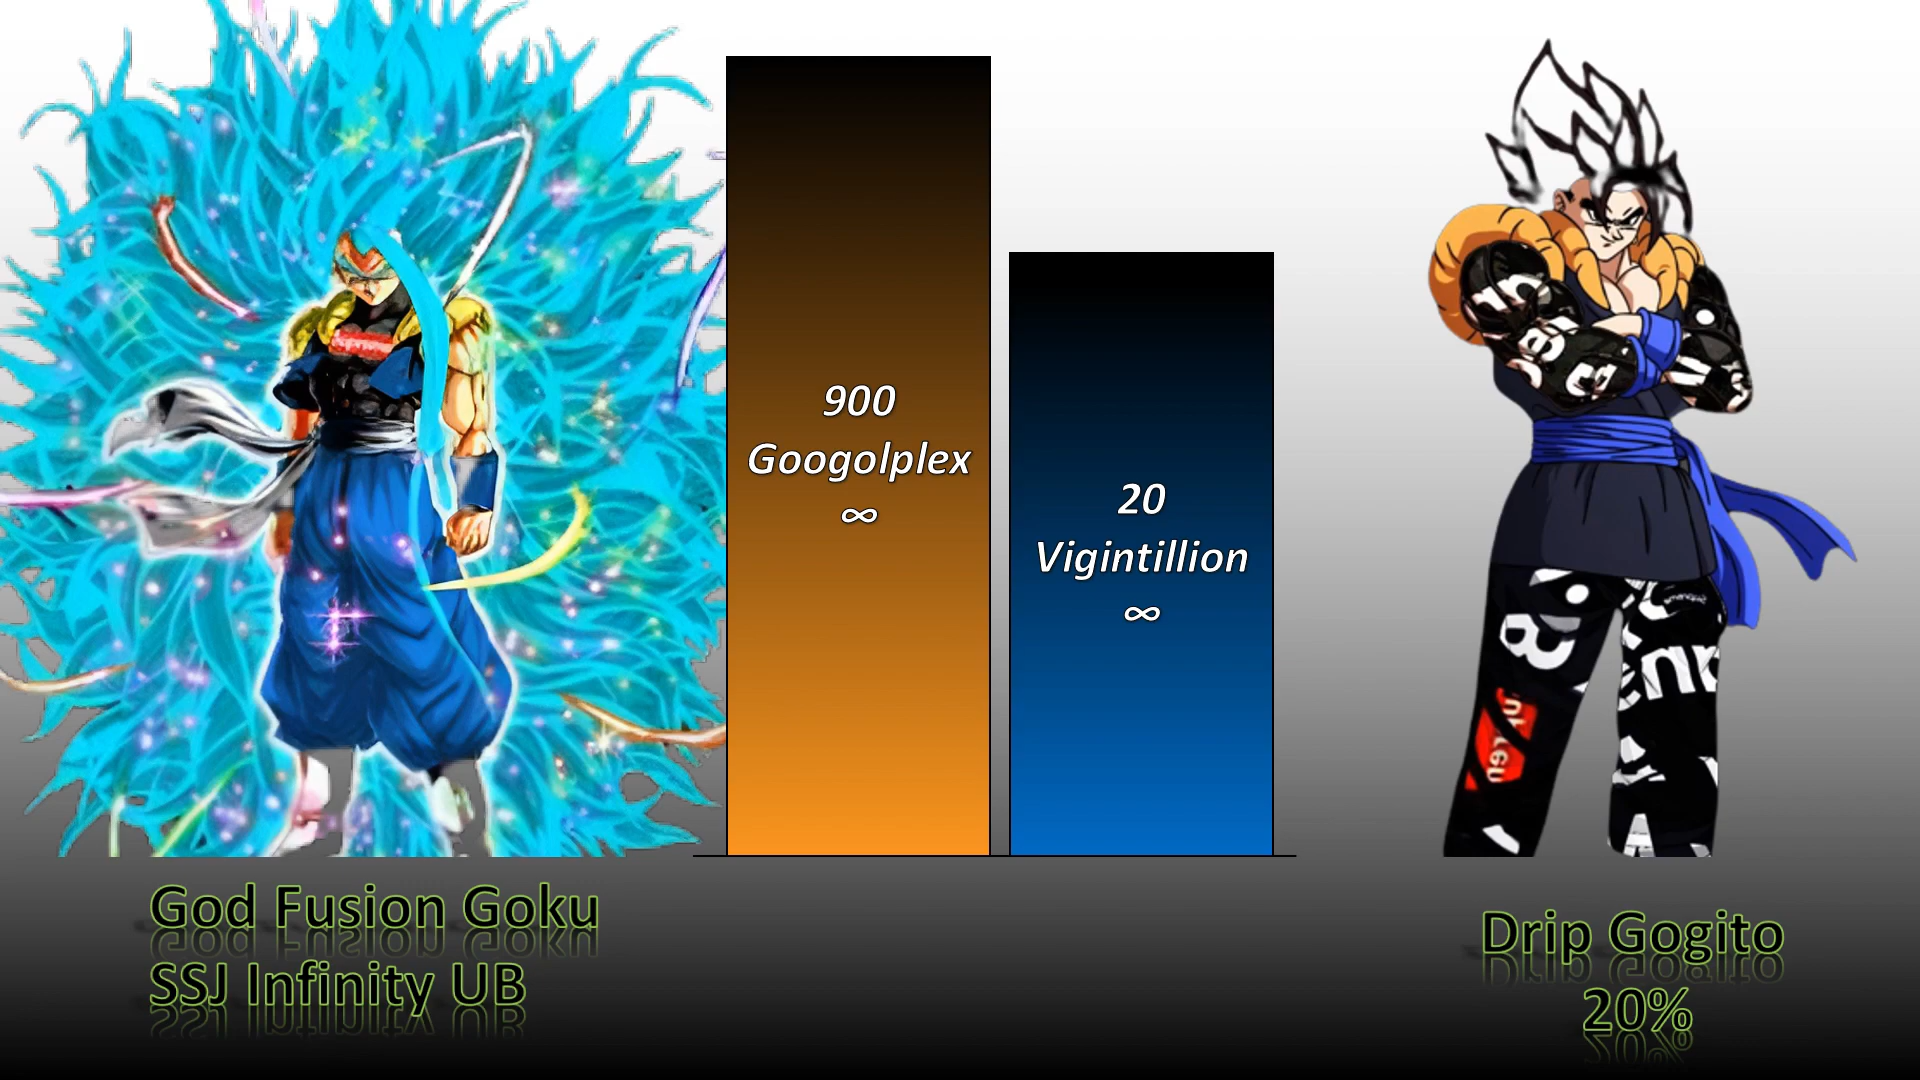 900
Googolplex
∞
20
Vigintillion
∞
God Fusion Goku
SSJ Infinity UB
Drip Gogito
20%